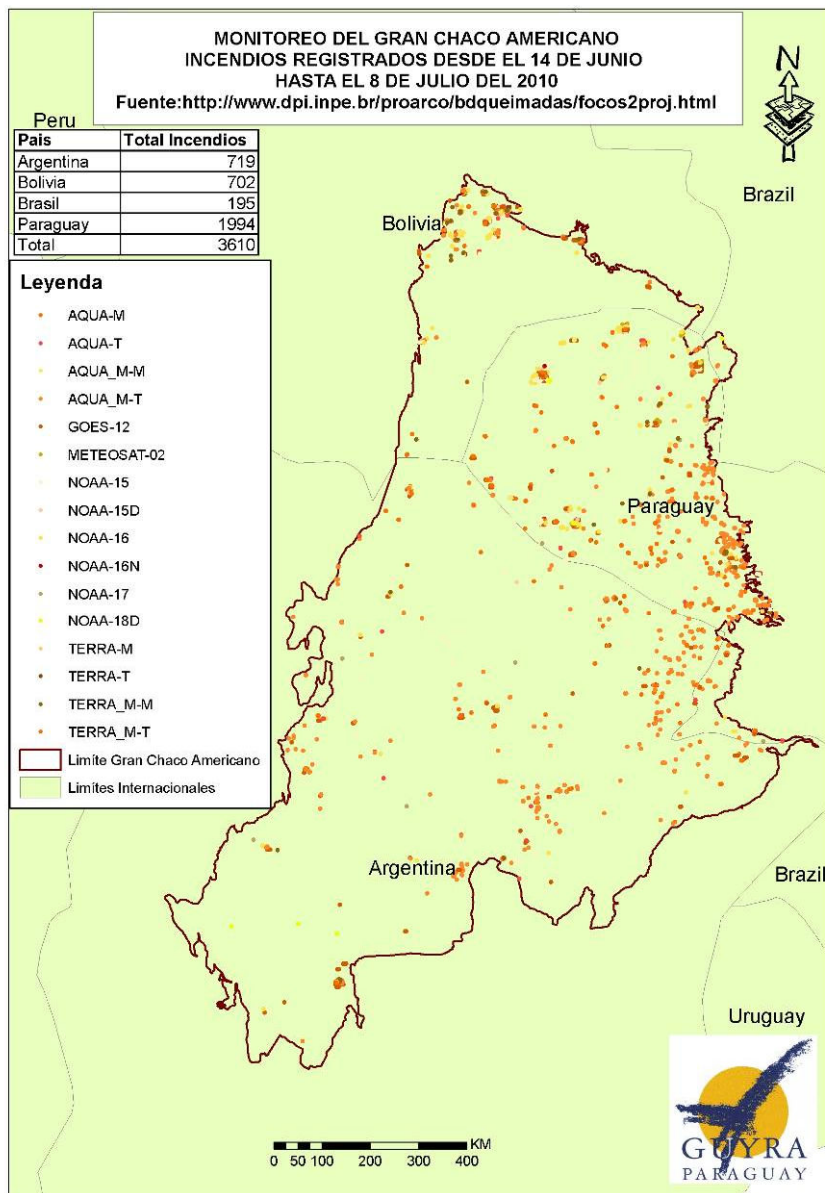 MONITOREO DEL GRAN CHACO AMERICANO
INCENDIOS REGISTRADOS DESDE EL 14 DE JUNIO
HASTA EL 8 DE JULIO DEL 2010
Fuente:http://www.dpi.inpe.br/proarco/bdqueimadas/focos2proj.html
N
Peru
Pais Total Incendios
Argentina 719
Bolivia 702
Brasil 195
Paraguay 1994
Total 3610
Brazil
Bolivia
Leyenda
AQUA-M
AQUA-T
AQUA_M-M
AQUA_M-T
GOES-12
METEOSAT-02
NOAA-15
NOAA-15D
NOAA-16
NOAA-16N
NOAA-17
NOAA-18D
TERRA-M
TERRA-T
TERRA_M-M
TERRA_M-T
Limite Gran Chaco Americano
Limites Internacionales
Paraguay
Argentina
Brazil
Uruguay
KM
0 50 100 200 300 400
GUYRA
PARAGUAY